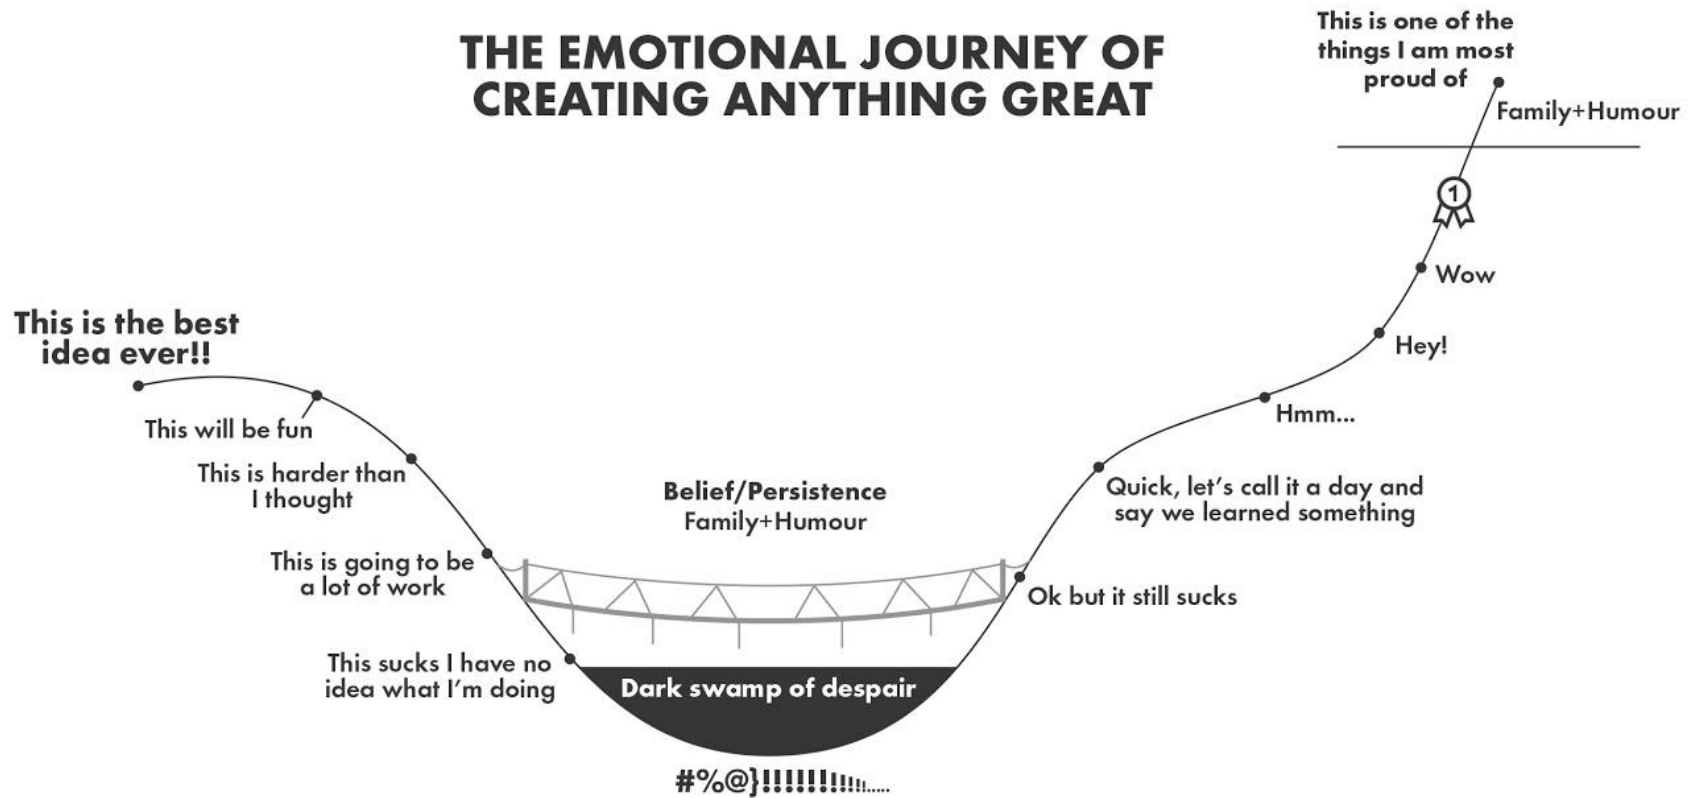 THE EMOTIONAL JOURNEY OF
CREATING ANYTHING GREAT
This is the best
idea ever!!
This will be fun
This is harder than
I thought
This is going to be
a lot of work
This sucks I have no
idea what I'm doing
Dark swamp of despair
#%@}!!!!!!!!!!!!!.....
Belief/Persistence
Family+Humour
Ok but it still sucks
Quick, let's call it a day and
say we learned something
Hmm...
Hey!
Wow
1
This is one of the
things I am most
proud of
Family+Humour